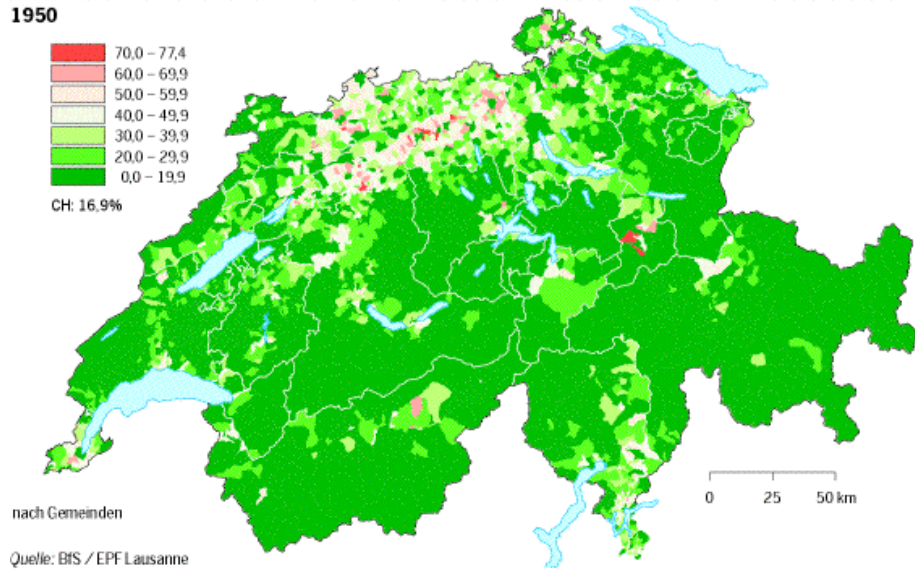 1950
70,0 – 77,4
60,0 – 69,9
50,0 – 59,9
40,0 – 49,9
30,0 – 39,9
20,0 – 29,9
0,0 – 19,9
CH: 16,9%
0 25 50 km
nach Gemeinden
Quelle: BfS / EPF Lausanne